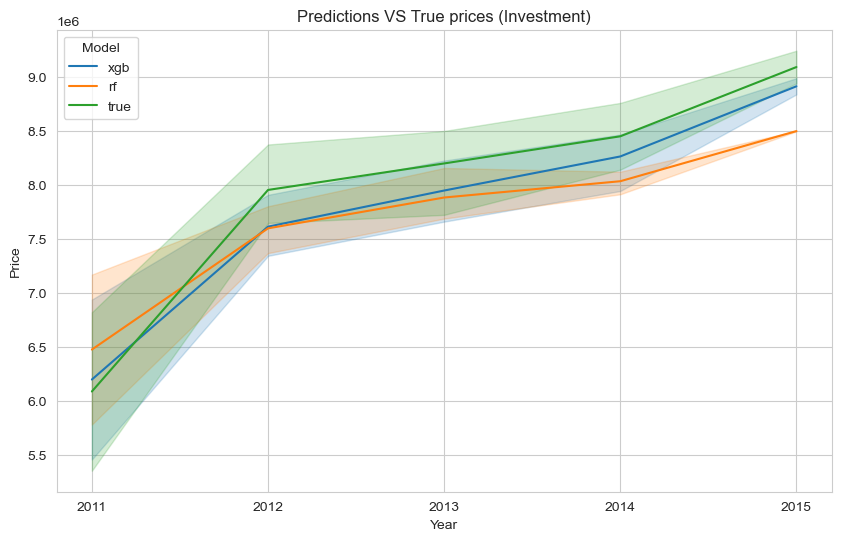 Predictions VS True prices (Investment)
1e6
Model
xgb
rf
true
9.0
8.5
8.0
7.5
7.0
6.5
6.0
5.5
Price
2011 2012 2013 2014 2015
Year